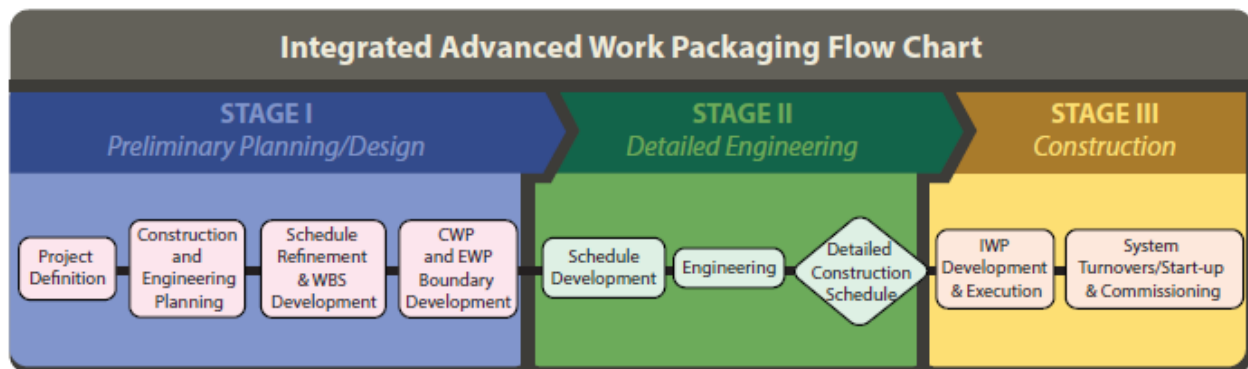 Integrated Advanced Work Packaging Flow Chart
STAGE I
Preliminary Planning/Design
STAGE II
Detailed Engineering
STAGE III
Construction
Project
Definition
Construction
and
Engineering
Planning
Schedule
Refinement
& WBS
Development
CWP
and EWP
Boundary
Development
Schedule
Development
Engineering
Detailed
Construction
Schedule
IWP
Development
& Execution
System
Turnovers/Start-up
& Commissioning